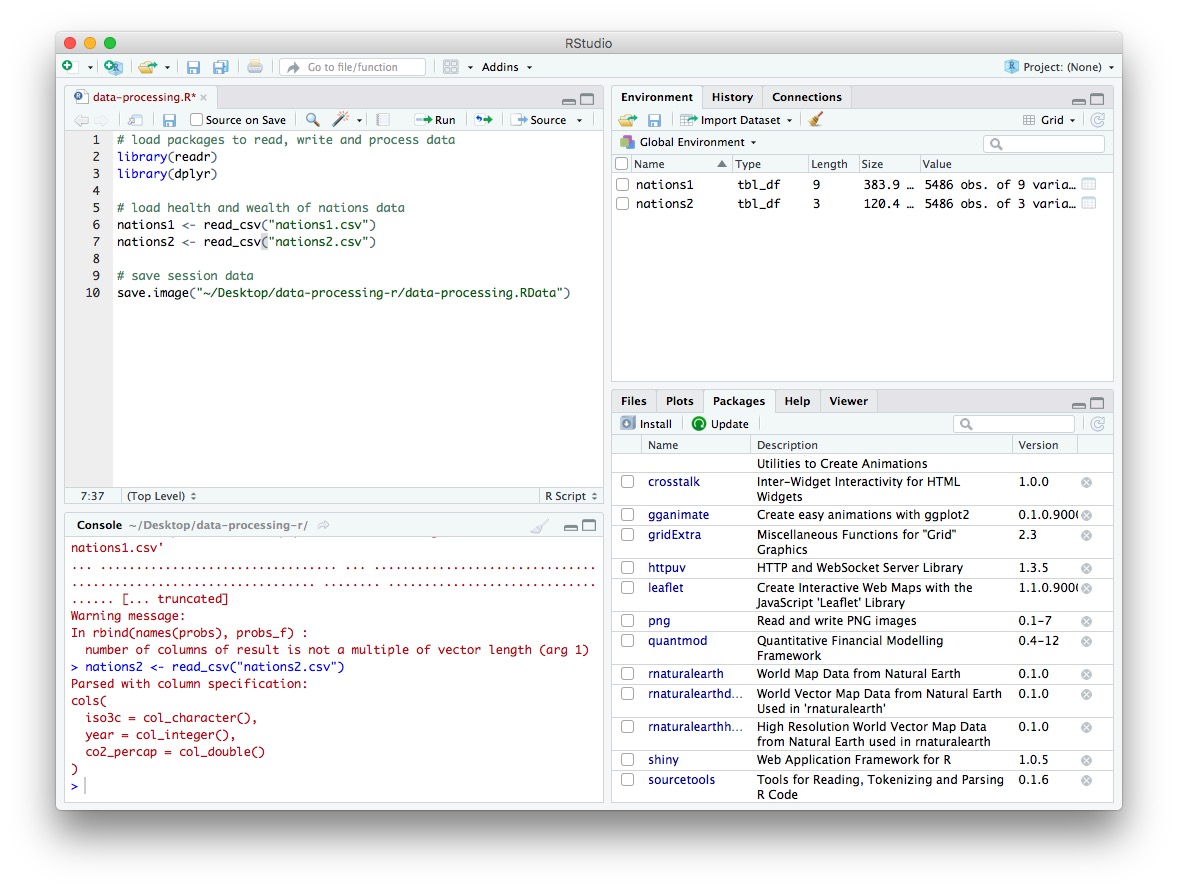 RStudio
Go to file/function
Addins
Project: (None)
data-processing.R*
Source on Save
Run
Source
1 # load packages to read, write and process data
2 library(readr)
3 library(dplyr)
4
5 # load health and wealth of nations data
6 nations1 <- read_csv("nations1.csv")
7 nations2 <- read_csv("nations2.csv")
8
9 # save session data
10 save.image("~/Desktop/data-processing-r/data-processing.RData")
7:37 (Top Level) R Script
Console ~/Desktop/data-processing-r/
nations1.csv'
... ................................. ... ...............................
.................................. ........ .............................
...... [... truncated]
Warning message:
In rbind(names(probs), probs_f) :
  number of columns of result is not a multiple of vector length (arg 1)
> nations2 <- read_csv("nations2.csv")
Parsed with column specification:
cols(
  iso3c = col_character(),
  year = col_integer(),
  co2_percap = col_double()
)
>
Environment History Connections
Import Dataset Grid
Global Environment
Name Type Length Size Value
nations1 tbl_df 9 383.9 … 5486 obs. of 9 varia…
nations2 tbl_df 3 120.4 … 5486 obs. of 3 varia…
Files Plots Packages Help Viewer
Install Update
Name Description Version
Utilities to Create Animations
crosstalk Inter-Widget Interactivity for HTML 1.0.0
Widgets
gganimate Create easy animations with ggplot2 0.1.0.9000
gridExtra Miscellaneous Functions for "Grid" 2.3
Graphics
httpuv HTTP and WebSocket Server Library 1.3.5
leaflet Create Interactive Web Maps with the 1.1.0.9000
JavaScript 'Leaflet' Library
png Read and write PNG images 0.1-7
quantmod Quantitative Financial Modelling 0.4-12
Framework
rnaturalearth World Map Data from Natural Earth 0.1.0
rnaturalearthd… World Vector Map Data from Natural Earth 0.1.0
Used in 'rnaturalearth'
rnaturalearthh… High Resolution World Vector Map Data 0.1.0
from Natural Earth used in rnaturalearth
shiny Web Application Framework for R 1.0.5
sourcetools Tools for Reading, Tokenizing and Parsing 0.1.6
R Code